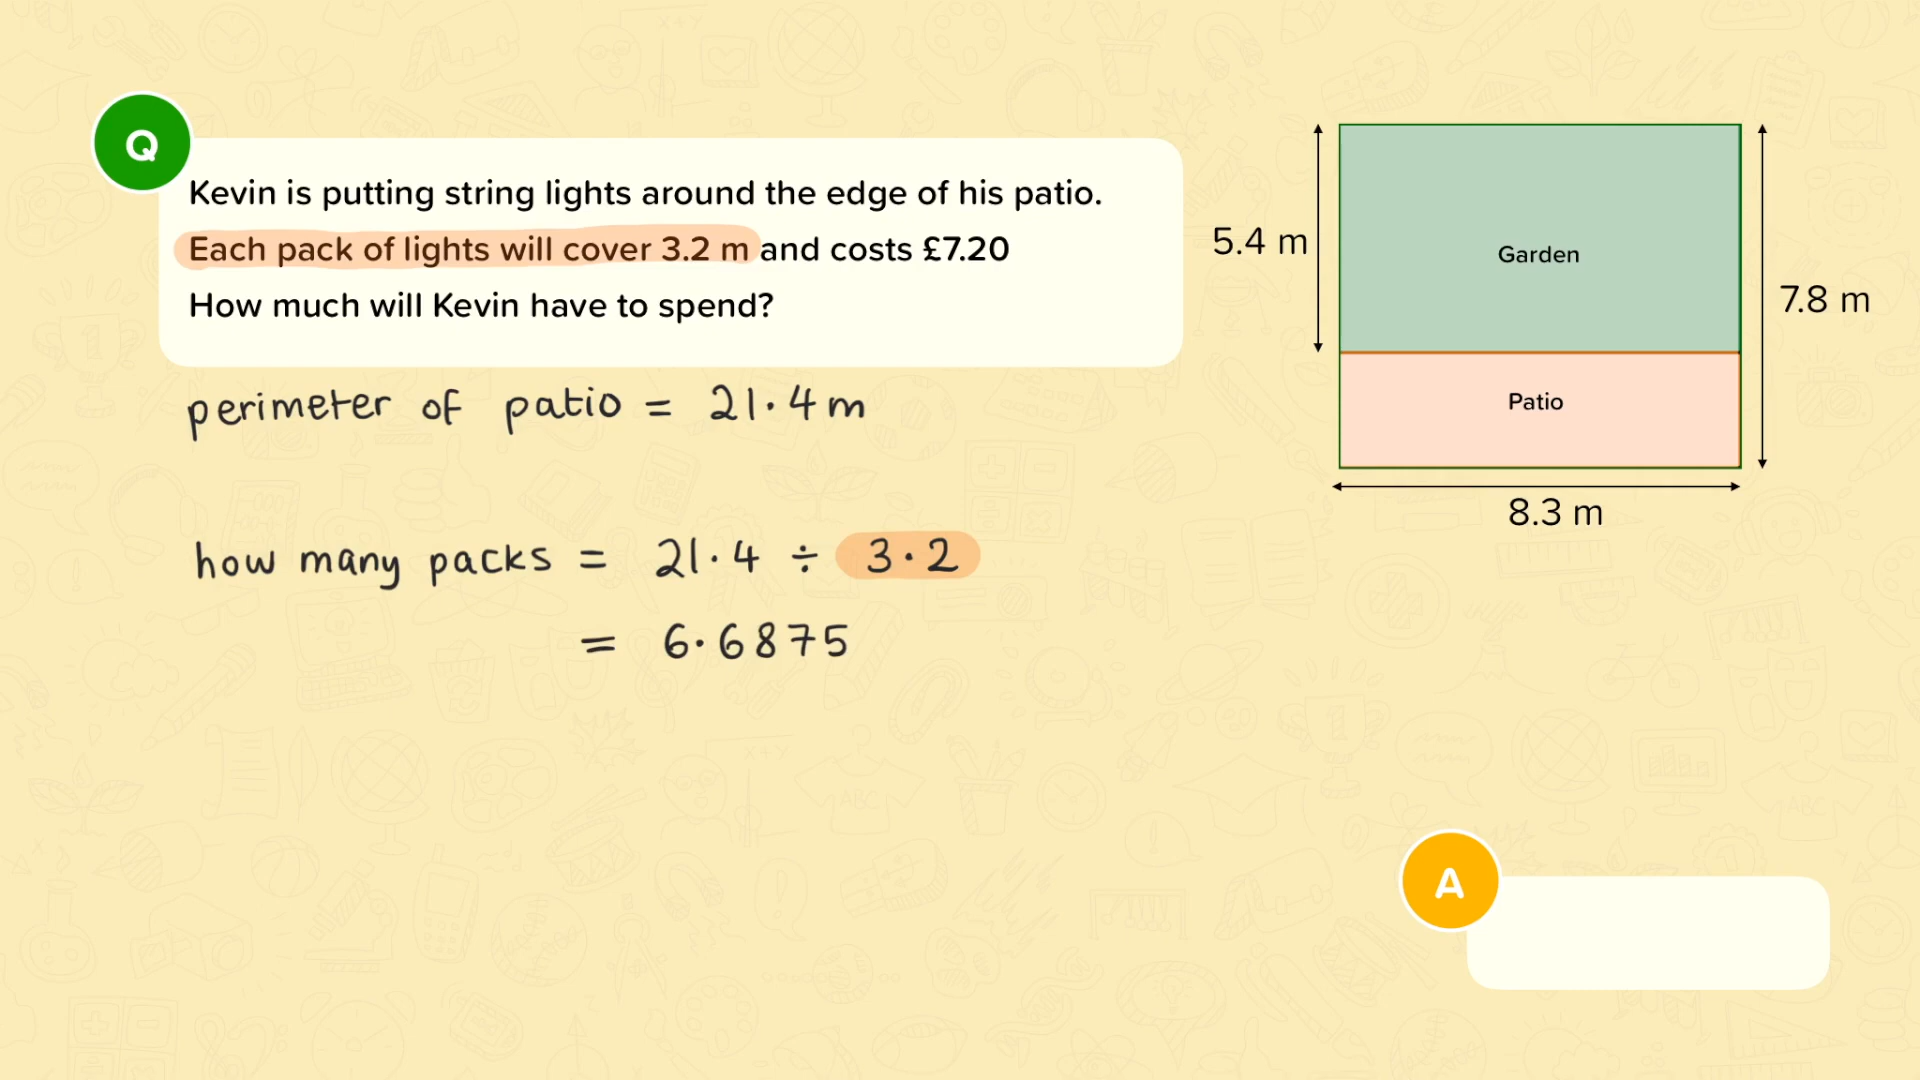 Q
Kevin is putting string lights around the edge of his patio.
Each pack of lights will cover 3.2 m and costs £7.20
How much will Kevin have to spend?
perimeter of patio = 21.4 m
how many packs = 21.4 ÷ 3.2
= 6.6875
5.4 m
Garden
7.8 m
Patio
8.3 m
A